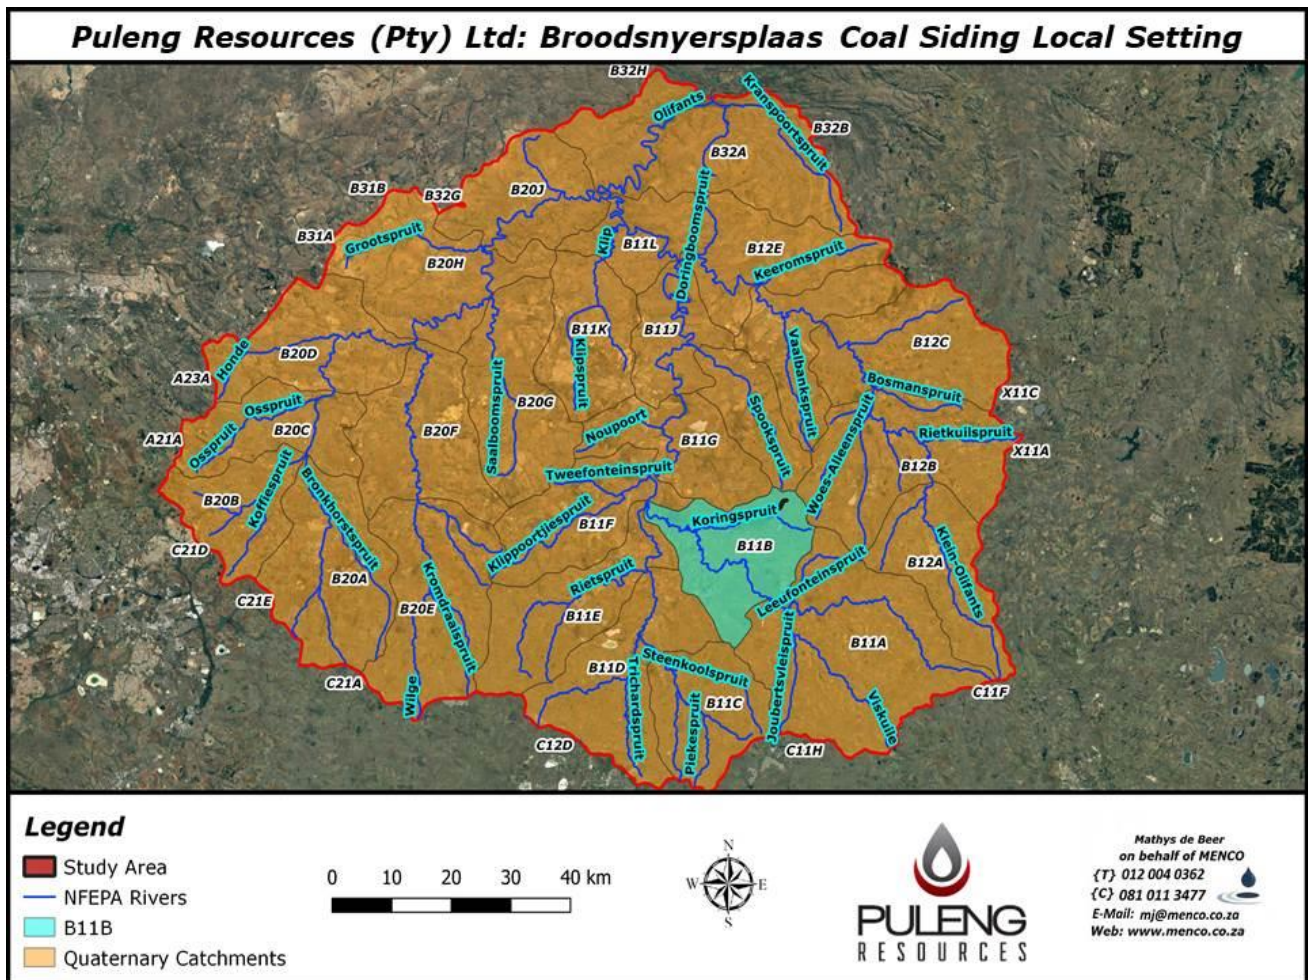 Puleng Resources (Pty) Ltd: Broodsnyersplaas Coal Siding Local Setting
B32H
Olifants
Kranspoortspruit
B32B
B32A
B31B
B32G
B20J
B31A
Grootspruit
B20H
Klip
B11L
Doringboomspruit
B12E
Keeromspruit
Honde
B20D
A23A
B11K
Klipspruit
B11J
Vaalbankspruit
B12C
Bosmanspruit
X11C
Osspruit
Osspruit
A21A
B20C
B20F
Saalboomspruit
B20G
Noupoort
B11G
Spookspruit
Woes-Alleenspruit
Rietkuilspruit
X11A
B12B
B20B
Koffiespruit
Bronkhorstspruit
Tweefonteinspruit
Klippoortjiespruit
B11F
Koringspruit
B11B
C21D
C21E
B20A
B20E
Kromdraaispruit
Rietspruit
B11E
Leeufonteinspruit
B12A
Klein-Olifants
B11A
C21A
Wilge
C12D
B11D
Trichardspruit
Steenkoolspruit
B11C
Piekespruit
Joubertsvleispruit
C11H
Viskuile
C11F
Legend
Study Area
NFEPA Rivers
B11B
Quaternary Catchments
0 10 20 30 40 km
N
W E
S
PULENG
RESOURCES
Mathys de Beer
on behalf of MENCO
{T} 012 004 0362
{C} 081 011 3477
E-Mail: mj@menco.co.za
Web: www.menco.co.za